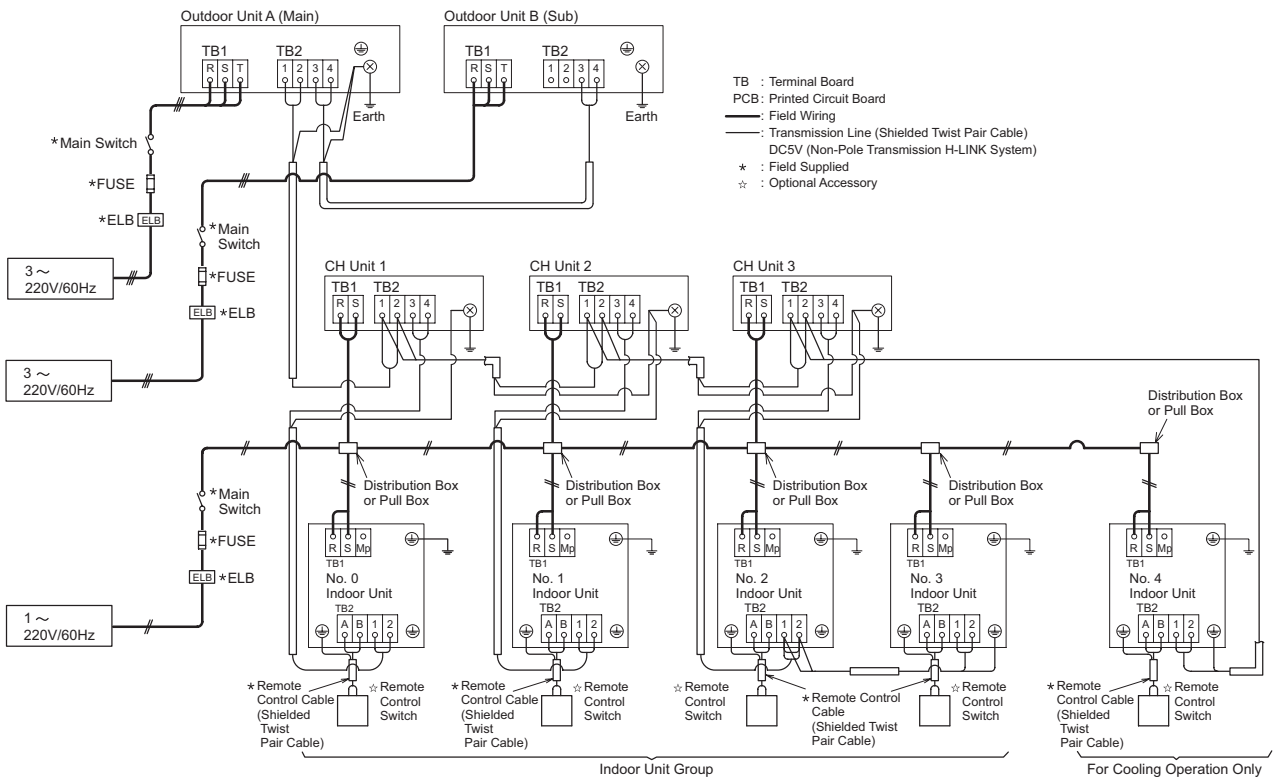 Outdoor Unit A (Main)
TB1 TB2
R S T 1 2 3 4
Earth
Outdoor Unit B (Sub)
TB1 TB2
R S T 1 2 3 4
Earth
TB : Terminal Board
PCB : Printed Circuit Board
: Field Wiring
: Transmission Line (Shielded Twist Pair Cable)
DC5V (Non-Pole Transmission H-LINK System)
* : Field Supplied
☆ : Optional Accessory
*Main Switch
*FUSE
*ELB ELB
3 ~
220V/60Hz
*Main
Switch
*FUSE
ELB *ELB
3 ~
220V/60Hz
CH Unit 1
TB1 TB2
R S 1 2 3 4
CH Unit 2
TB1 TB2
R S 1 2 3 4
CH Unit 3
TB1 TB2
R S 1 2 3 4
Distribution Box
or Pull Box
Distribution Box
or Pull Box
Distribution Box
or Pull Box
Distribution Box
or Pull Box
Distribution Box
or Pull Box
*Main
Switch
*FUSE
ELB *ELB
1 ~
220V/60Hz
R S Mp
TB1
No. 0
Indoor Unit
TB2
A B 1 2
R S Mp
TB1
No. 1
Indoor Unit
TB2
A B 1 2
R S Mp
TB1
No. 2
Indoor Unit
TB2
A B 1 2
R S Mp
TB1
No. 3
Indoor Unit
TB2
A B 1 2
R S Mp
TB1
No. 4
Indoor Unit
TB2
A B 1 2
*Remote
Control Cable
(Shielded
Twist
Pair Cable)
☆Remote
Control
Switch
*Remote
Control Cable
(Shielded
Twist
Pair Cable)
☆Remote
Control
Switch
☆Remote
Control
Switch
*Remote Control
Cable
(Shielded Twist
Pair Cable)
☆Remote
Control
Switch
*Remote
Control Cable
(Shielded
Twist
Pair Cable)
☆Remote
Control
Switch
Indoor Unit Group
For Cooling Operation Only